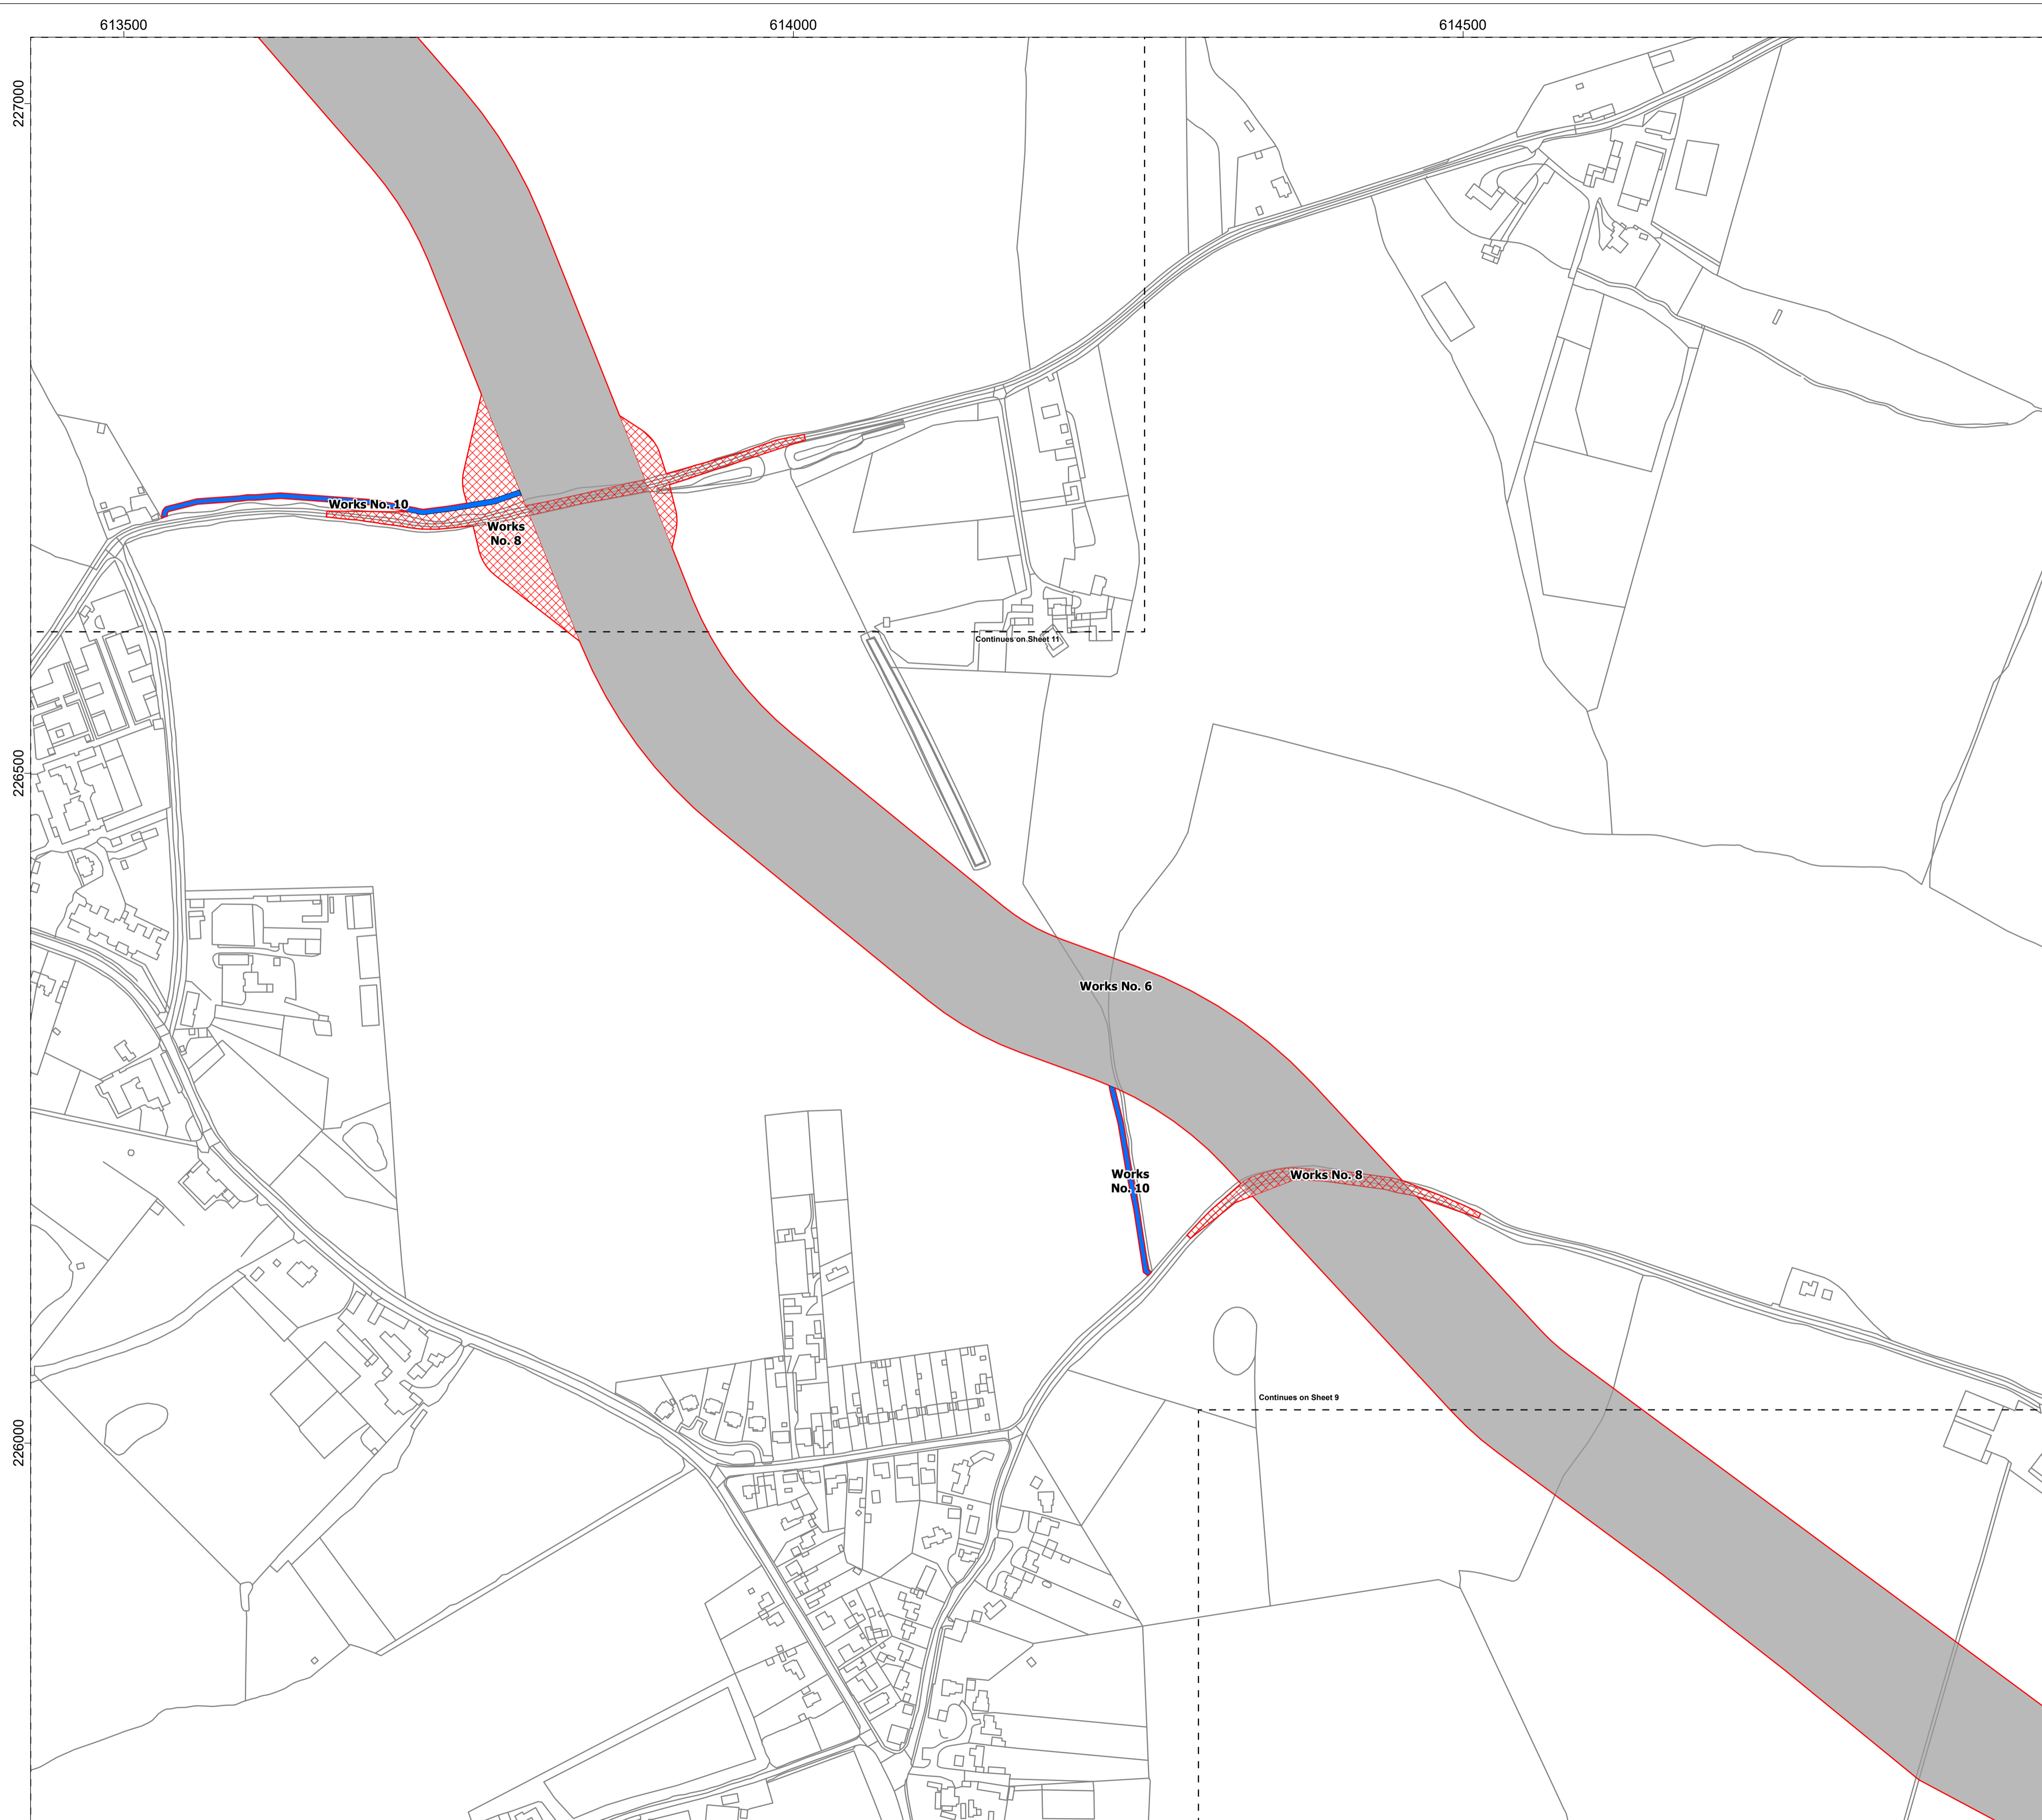 613500
614000
614500
227000
226500
226000
Works No. 10
Works
No. 8
Continues on Sheet 11
Works No. 6
Works
No. 10
Works No. 8
Continues on Sheet 9